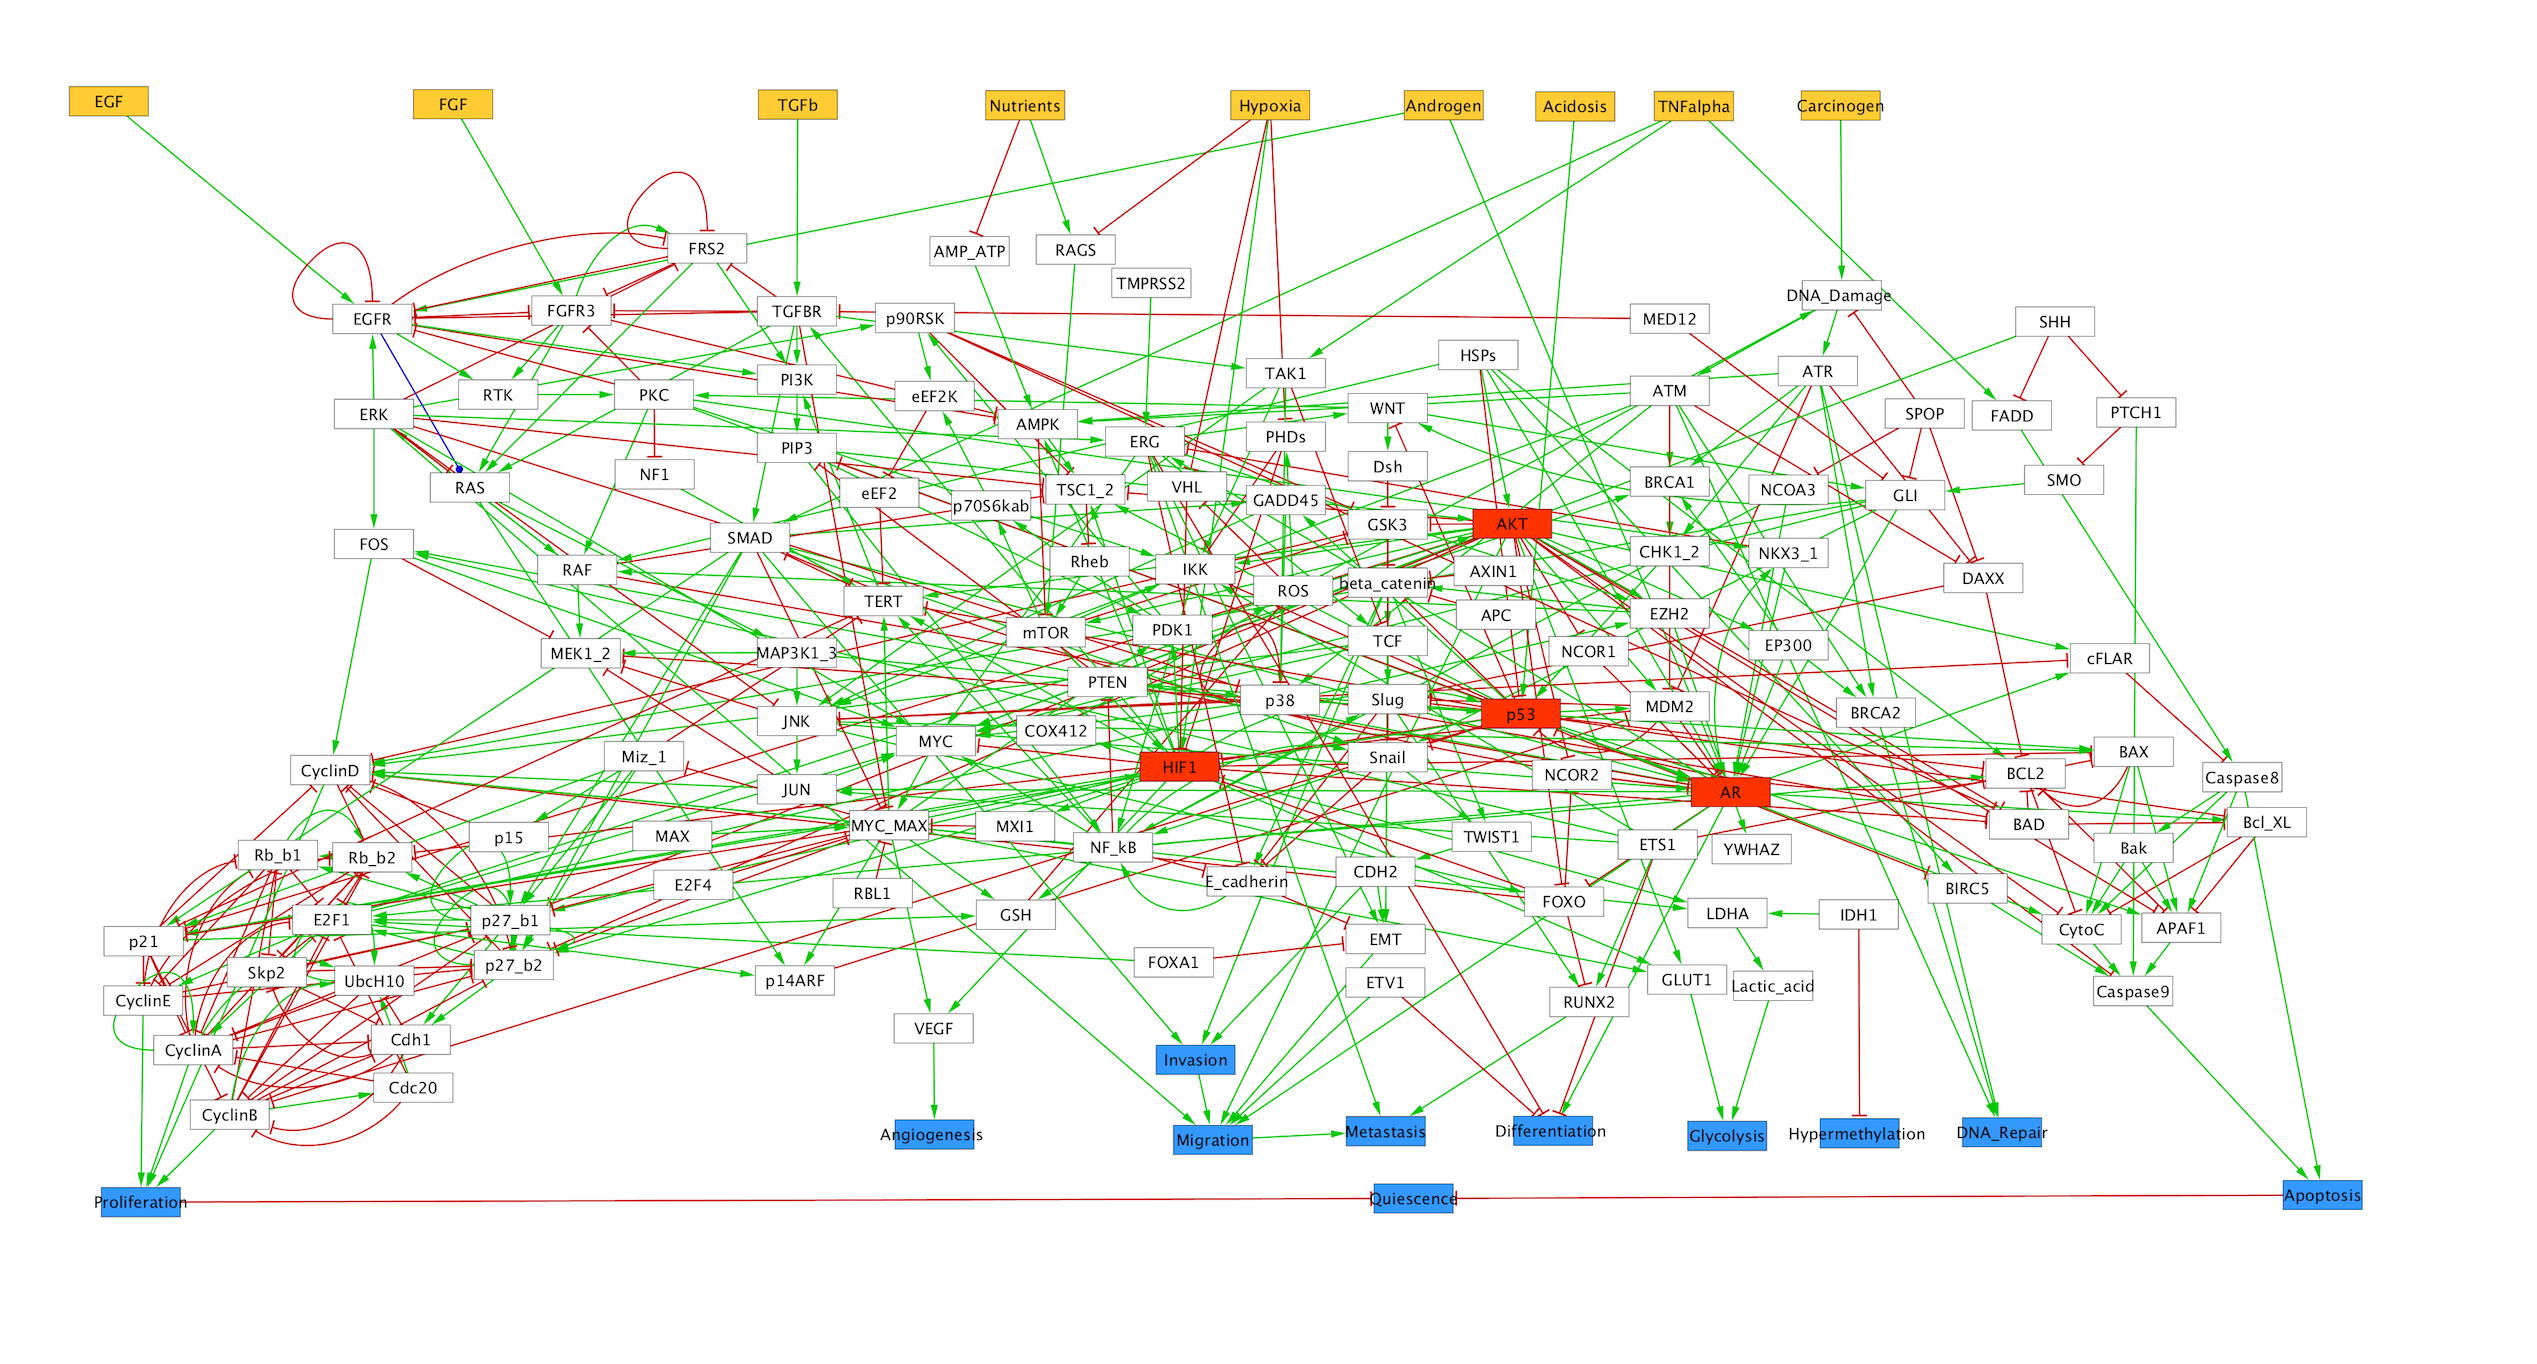 EGF
FGF
TGFb
Nutrients
Hypoxia
Androgen
Acidosis
TNFalpha
Carcinogen
FRS2
AMP_ATP
RAGS
TMPRSS2
DNA_Damage
EGFR
FGFR3
TGFBR
p90RSK
MED12
SHH
HSPs
TAK1
ATR
PI3K
ATM
RTK
PKC
eEF2K
WNT
ERK
AMPK
SPOP
FADD
PTCH1
PIP3
ERG
PHDs
Dsh
NF1
RAS
eEF2
TSC1_2
VHL
BRCA1
NCOA3
GLI
SMO
p70S6kab
GADD45
GSK3
AKT
FOS
SMAD
CHK1_2
NKX3_1
RAF
Rheb
IKK
AXIN1
DAXX
TERT
ROS
beta_catenin
APC
EZH2
mTOR
PDK1
TCF
EP300
MEK1_2
MAP3K1_3
NCOR1
cFLAR
PTEN
p38
Slug
p53
MDM2
BRCA2
JNK
MYC
COX412
Miz_1
Snail
BAX
CyclinD
HIF1
NCOR2
BCL2
Caspase8
JUN
AR
p15
MAX
MYC_MAX
MXI1
TWIST1
ETS1
YWHAZ
BAD
Bcl_XL
Rb_b1
Rb_b2
NF_kB
Bak
E2F4
RBL1
E_cadherin
CDH2
BIRC5
E2F1
p27_b1
GSH
FOXO
LDHA
IDH1
CytoC
APAF1
p21
EMT
Skp2
p27_b2
FOXA1
UbcH10
p14ARF
ETV1
GLUT1
Lactic_acid
Caspase9
CyclinE
RUNX2
VEGF
Cdh1
CyclinA
Invasion
Cdc20
CyclinB
Angiogenesis
Migration
Metastasis
Differentiation
Glycolysis
Hypermethylation
DNA_Repair
Proliferation
Quiescence
Apoptosis